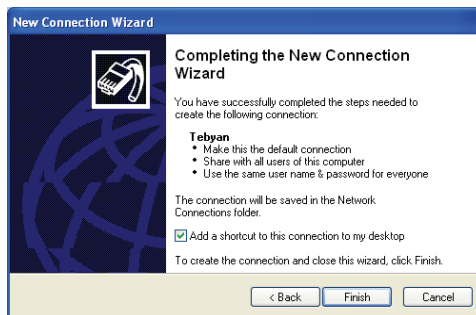 New Connection Wizard
Completing the New Connection
Wizard
You have successfully completed the steps needed to
create the following connection:
Tebyan
• Make this the default connection
• Share with all users of this computer
• Use the same user name & password for everyone
The connection will be saved in the Network
Connections folder.
Add a shortcut to this connection to my desktop
To create the connection and close this wizard, click Finish.
< Back Finish Cancel